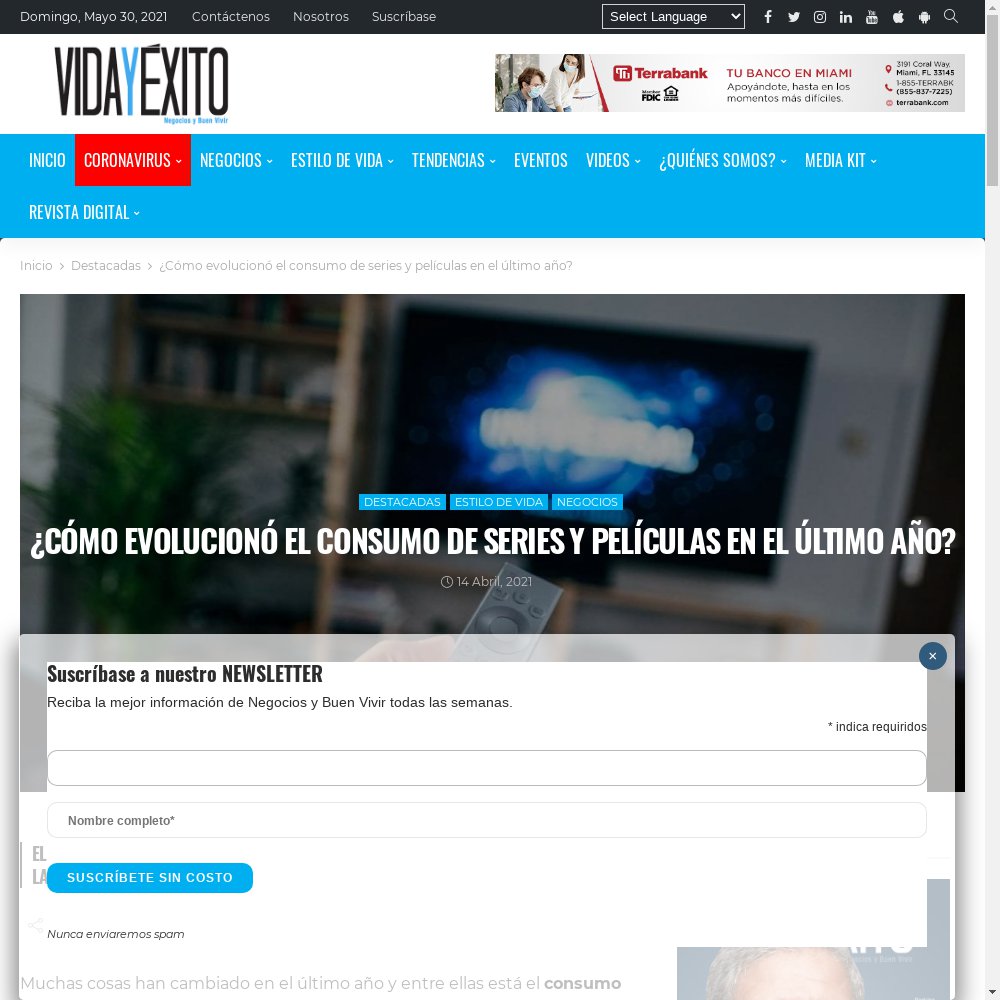 Domingo, Mayo 30, 2021 Contáctenos Nosotros Suscríbase Select Language
VIDAYÉXITO
Negocios y Buen Vivir
Terrabank
Member
FDIC
TU BANCO EN MIAMI
Apoyándote, hasta en los
momentos más difíciles.
3191 Coral Way,
Miami, FL 33145
1-855-TERRABK
(855-837-7225)
terrabank.com
INICIO CORONAVIRUS NEGOCIOS ESTILO DE VIDA TENDENCIAS EVENTOS VIDEOS ¿QUIÉNES SOMOS? MEDIA KIT
REVISTA DIGITAL
Inicio > Destacadas > ¿Cómo evolucionó el consumo de series y películas en el último año?
DESTACADAS ESTILO DE VIDA NEGOCIOS
¿CÓMO EVOLUCIONÓ EL CONSUMO DE SERIES Y PELÍCULAS EN EL ÚLTIMO AÑO?
14 Abril, 2021
×
Suscríbase a nuestro NEWSLETTER
Reciba la mejor información de Negocios y Buen Vivir todas las semanas.
* indica requiridos
Nombre completo*
EL
LA
SUSCRÍBETE SIN COSTO
Nunca enviaremos spam
Muchas cosas han cambiado en el último año y entre ellas está el consumo